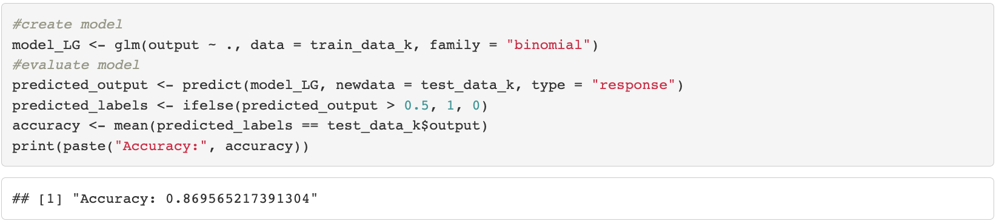 #create model
model_LG <- glm(output ~ ., data = train_data_k, family = "binomial")
#evaluate model
predicted_output <- predict(model_LG, newdata = test_data_k, type = "response")
predicted_labels <- ifelse(predicted_output > 0.5, 1, 0)
accuracy <- mean(predicted_labels == test_data_k$output)
print(paste("Accuracy:", accuracy))
## [1] "Accuracy: 0.869565217391304"